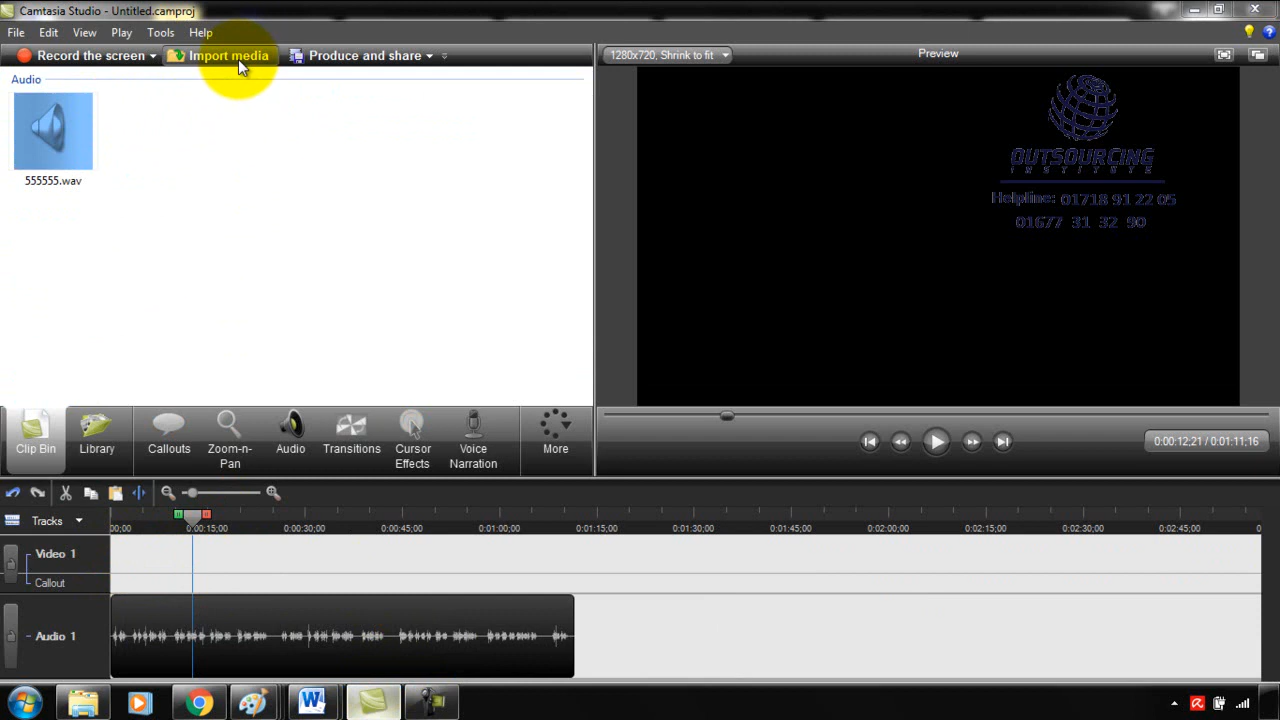 Camtasia Studio - Untitled.camproj
File Edit View Play Tools Help
Record the screen Import media Produce and share
1280x720, Shrink to fit Preview
Audio
555555.wav
OUTSOURCING
INSTITUTE
Helpline: 01718 91 22 05
01677 31 32 90
Clip Bin Library Callouts Zoom-n-Pan Audio Transitions Cursor Effects Voice Narration More
0:00:12;21 / 0:01:11;16
Tracks 00;00 0:00:15;00 0:00:30;00 0:00:45;00 0:01:00;00 0:01:15;00 0:01:30;00 0:01:45;00 0:02:00;00 0:02:15;00 0:02:30;00 0:02:45;00 0
Video 1
Callout
Audio 1